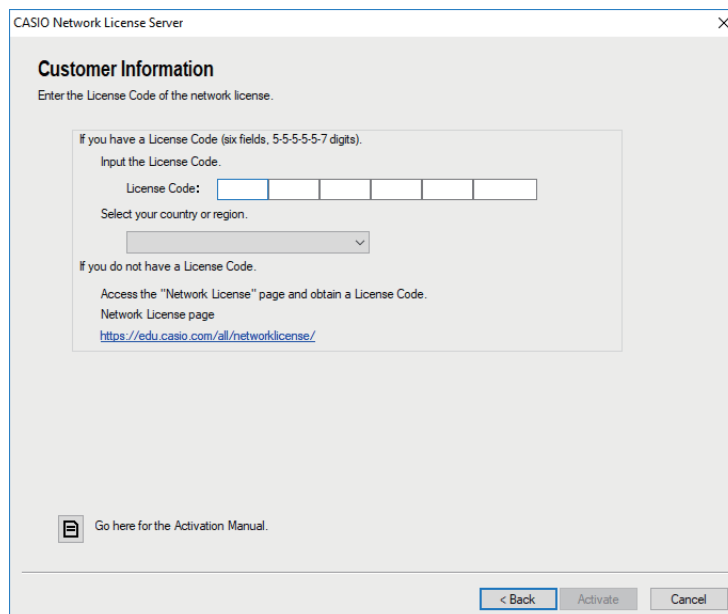 CASIO Network License Server
Customer Information
Enter the License Code of the network license.
If you have a License Code (six fields, 5-5-5-5-5-7 digits).
Input the License Code.
License Code:
Select your country or region.
If you do not have a License Code.
Access the "Network License" page and obtain a License Code.
Network License page
https://edu.casio.com/all/networklicense/
Go here for the Activation Manual.
< Back
Activate
Cancel